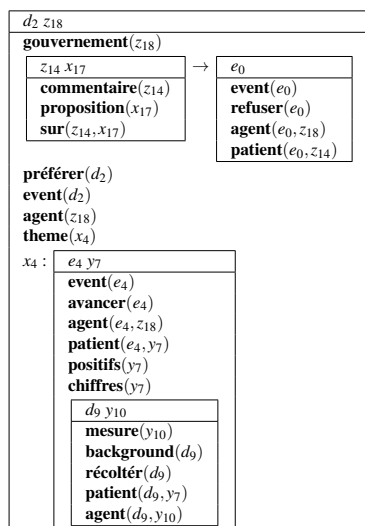 d₂ z₁₈
gouvernement(z₁₈)
z₁₄ x₁₇ → e₀
commentaire(z₁₄) event(e₀)
proposition(x₁₇) refuser(e₀)
sur(z₁₄,x₁₇) agent(e₀,z₁₈)
patient(e₀,z₁₄)
préférer(d₂)
event(d₂)
agent(z₁₈)
theme(x₄)
x₄ : e₄ y₇
event(e₄)
avancer(e₄)
agent(e₄,z₁₈)
patient(e₄,y₇)
positifs(y₇)
chiffres(y₇)
d₉ y₁₀
mesure(y₁₀)
background(d₉)
récoltér(d₉)
patient(d₉,y₇)
agent(d₉,y₁₀)